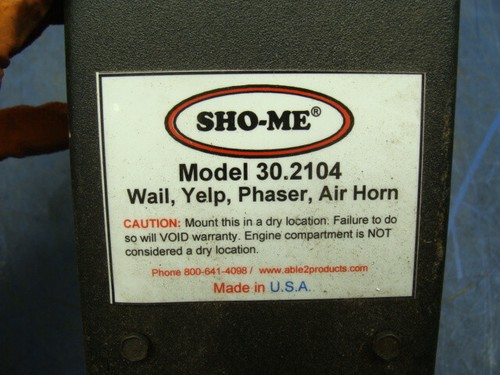 SHO-ME®
Model 30.2104
Wail, Yelp, Phaser, Air Horn
CAUTION: Mount this in a dry location. Failure to do
so will VOID warranty. Engine compartment is NOT
considered a dry location.
Phone 800-641-4098 / www.able2products.com
Made in U.S.A.